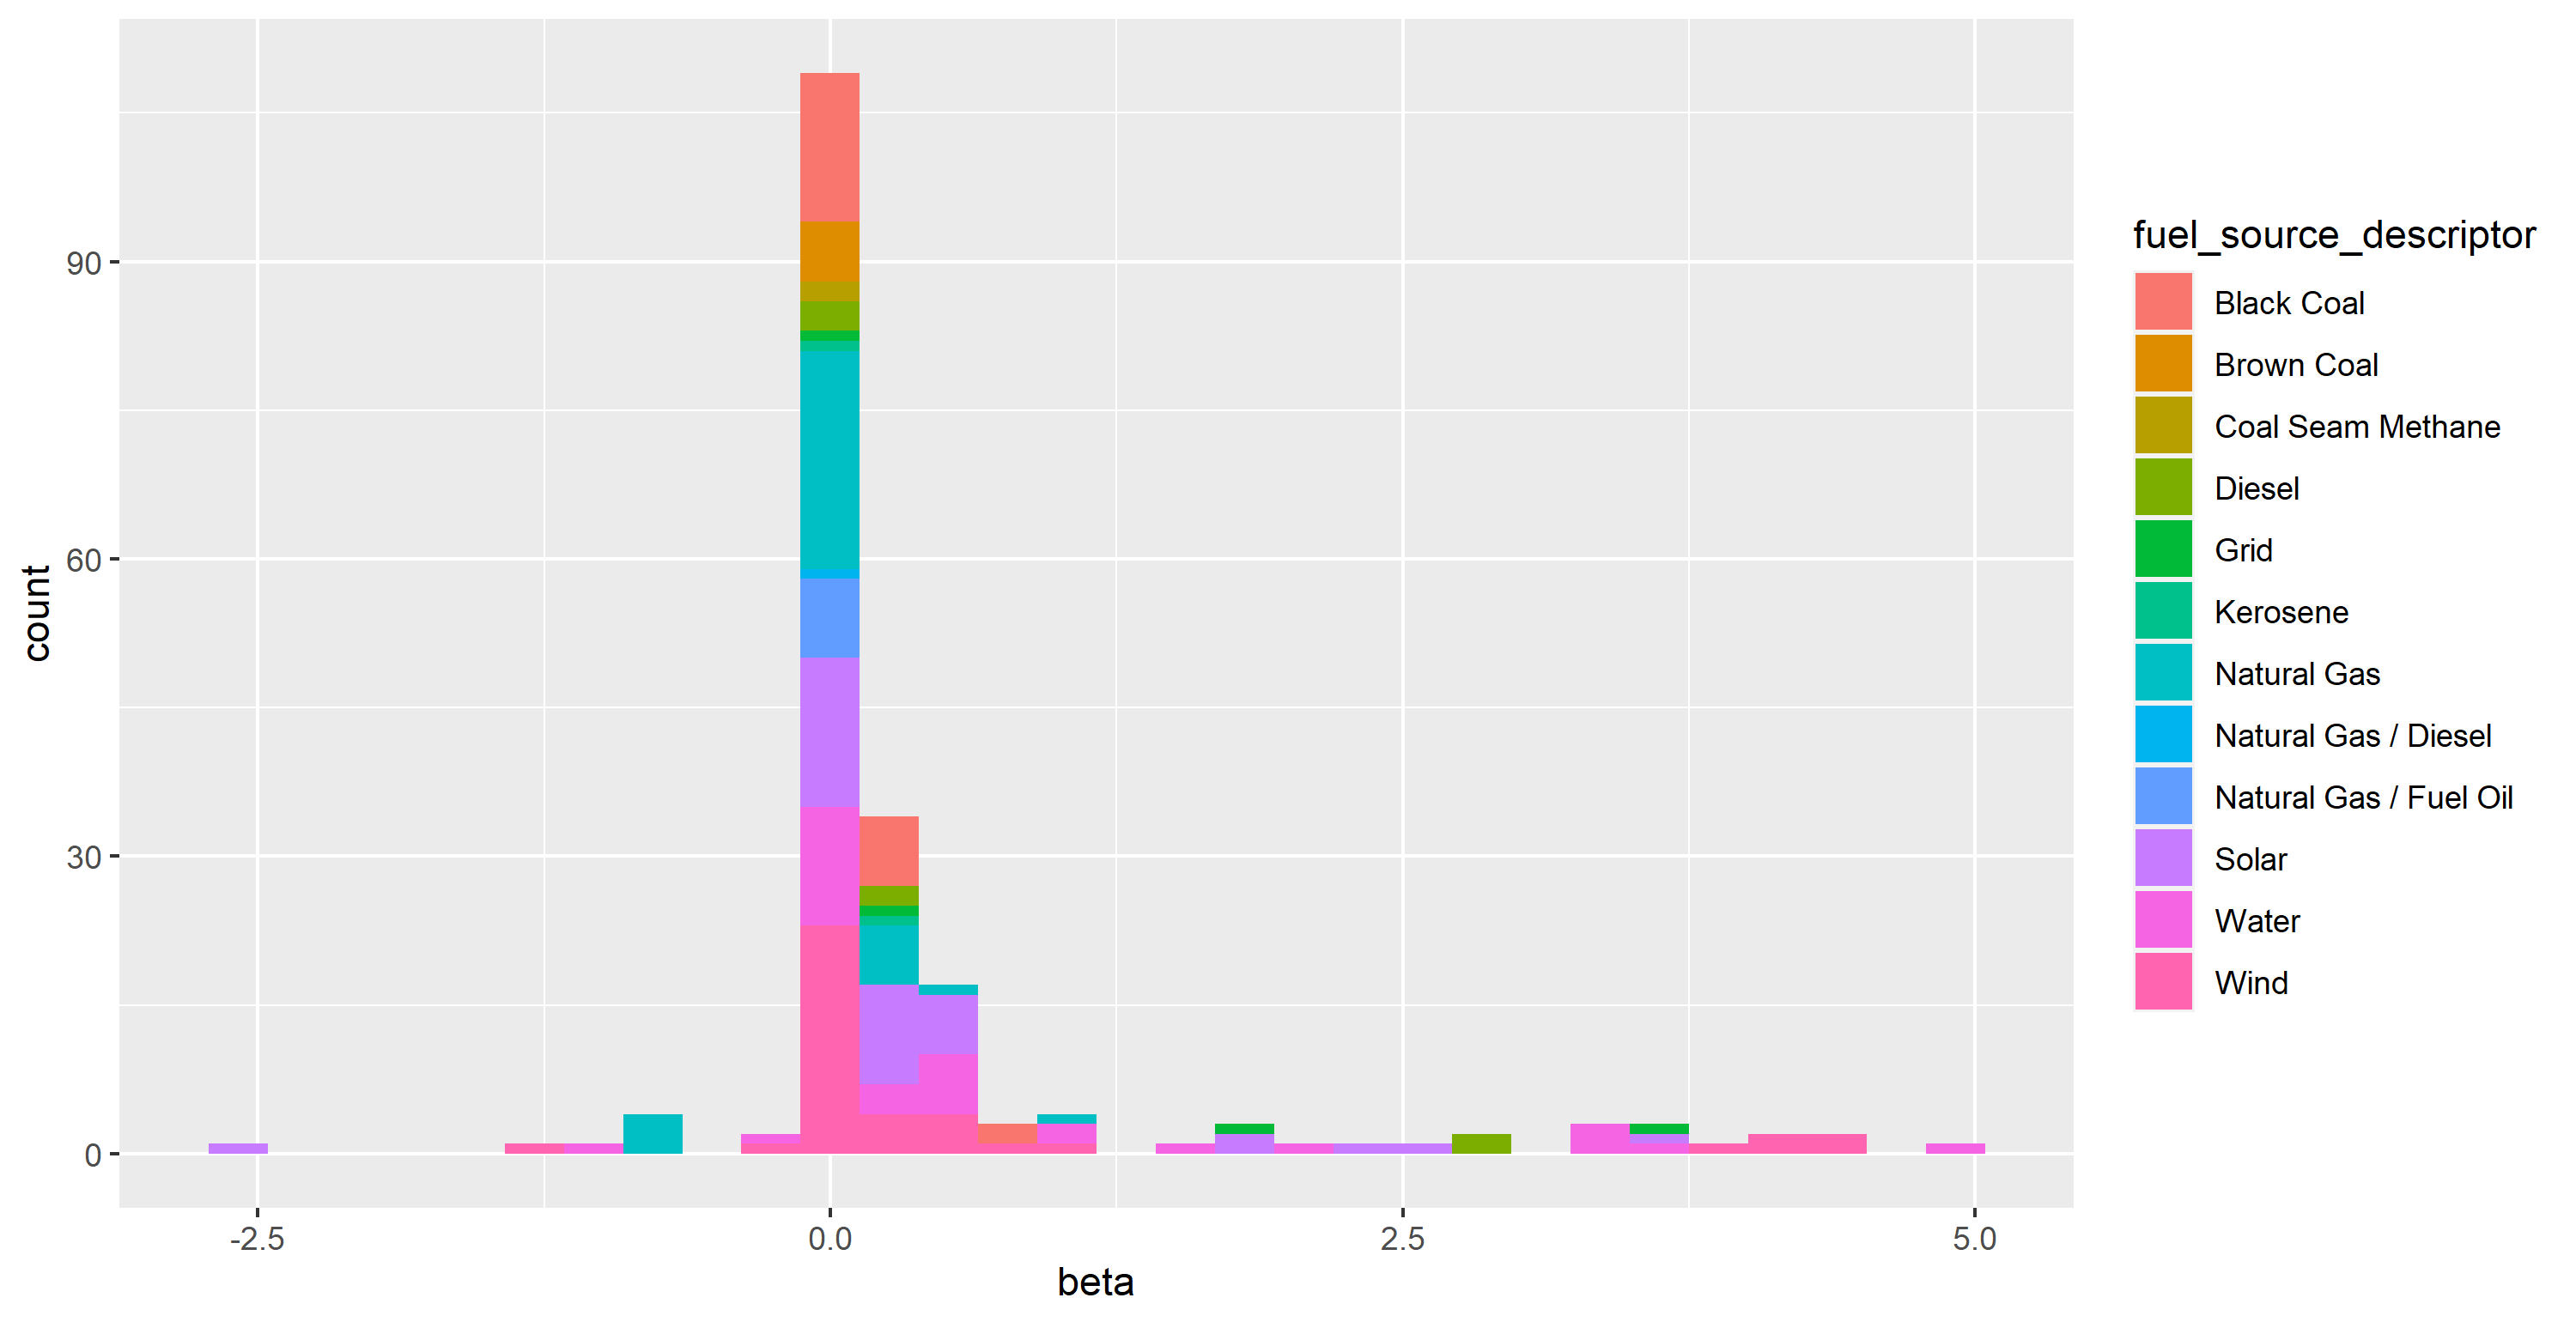 90
60
30
0
count
-2.5
0.0
2.5
5.0
beta
fuel_source_descriptor
Black Coal
Brown Coal
Coal Seam Methane
Diesel
Grid
Kerosene
Natural Gas
Natural Gas / Diesel
Natural Gas / Fuel Oil
Solar
Water
Wind